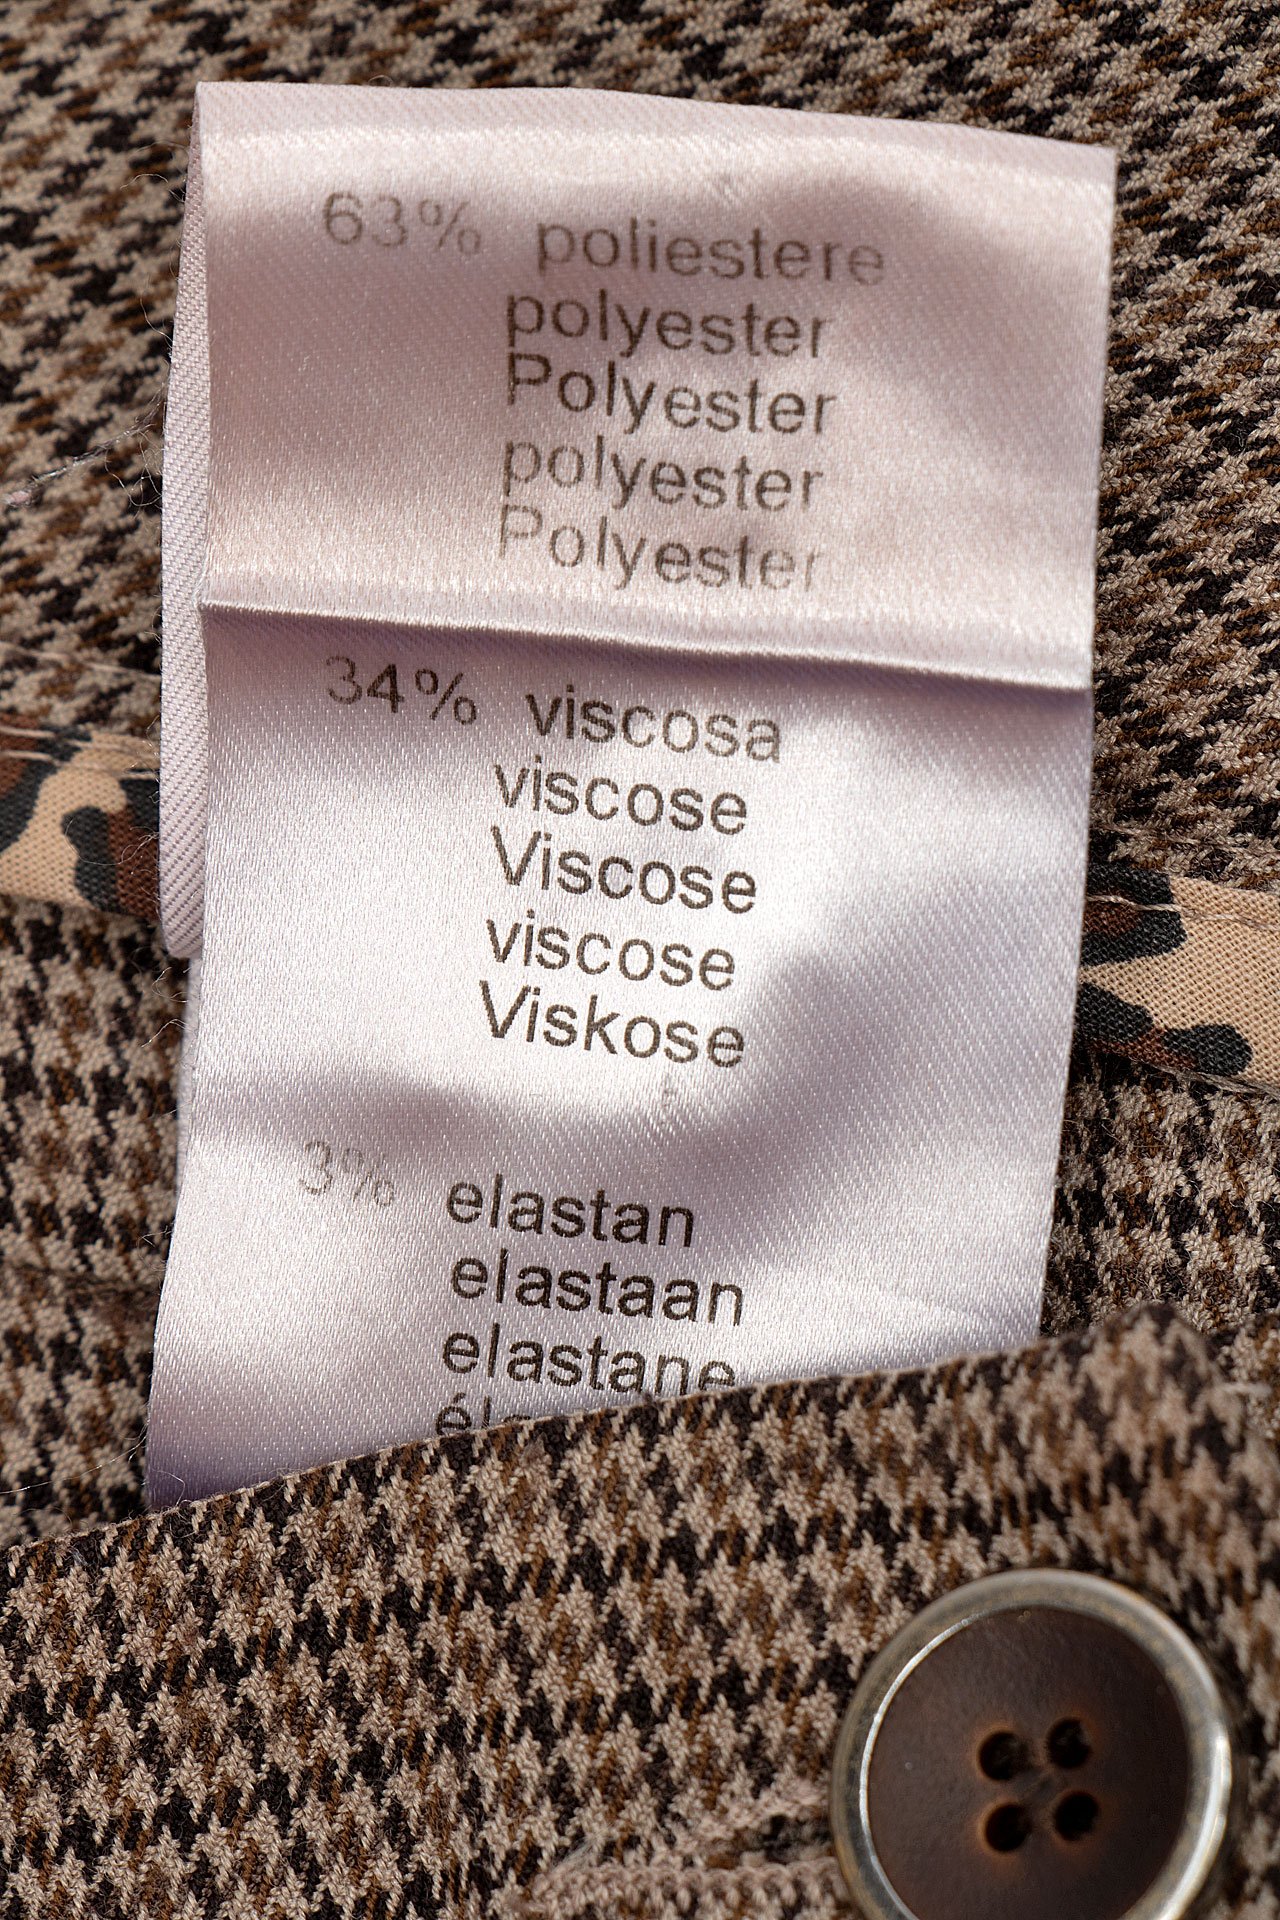 63% poliestere
polyester
Polyester
polyester
Polyester
34% viscosa
viscose
Viscose
viscose
Viskose
3% elastan
elastaan
elastane